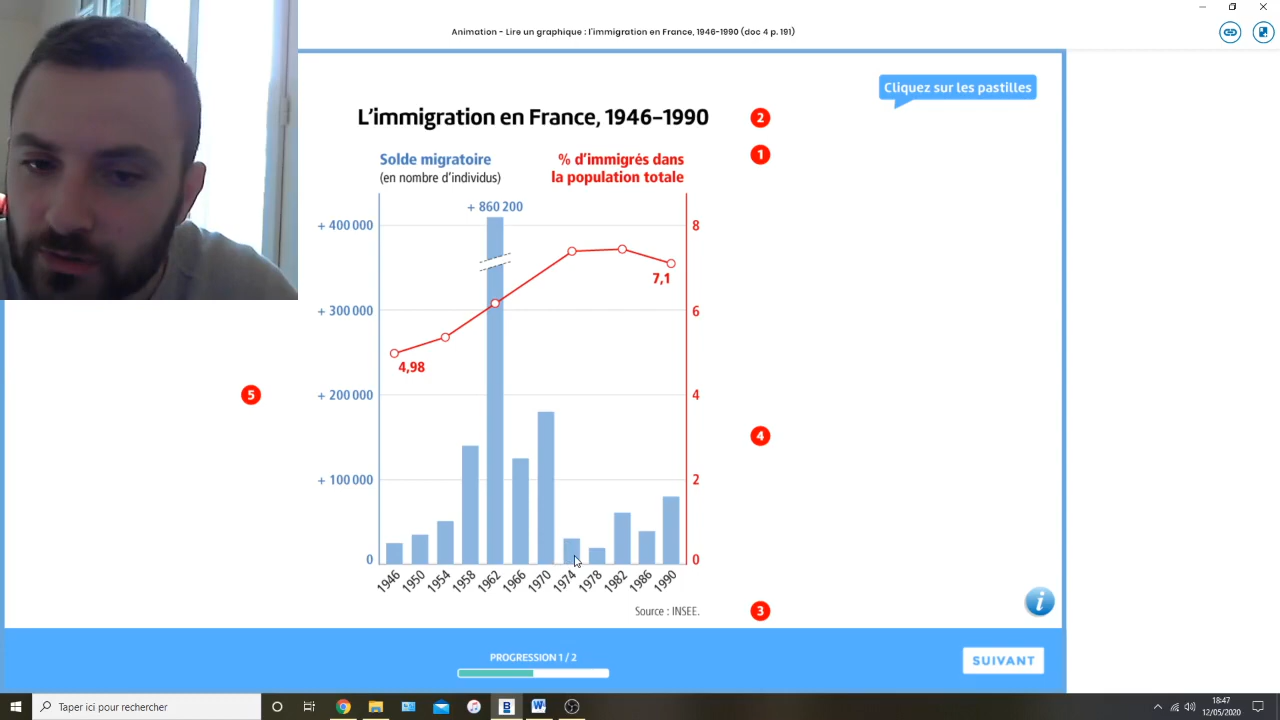 Animation - Lire un graphique : l'immigration en France, 1946-1990 (doc 4 p. 191)
Cliquez sur les pastilles
L'immigration en France, 1946–1990
2
1
Solde migratoire
(en nombre d'individus)
% d'immigrés dans
la population totale
+ 860 200
+ 400 000
8
7,1
+ 300 000
6
4,98
5
+ 200 000
4
4
+ 100 000
2
0
0
1946 1950 1954 1958 1962 1966 1970 1974 1978 1982 1986 1990
Source : INSEE.
3
i
PROGRESSION 1 / 2
SUIVANT
Taper ici pour rechercher
18:47
12/05/2020